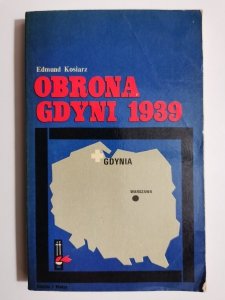 Edmund Kosiarz
OBRONA
GDYNI 1939
GDYNIA
WARSZAWA